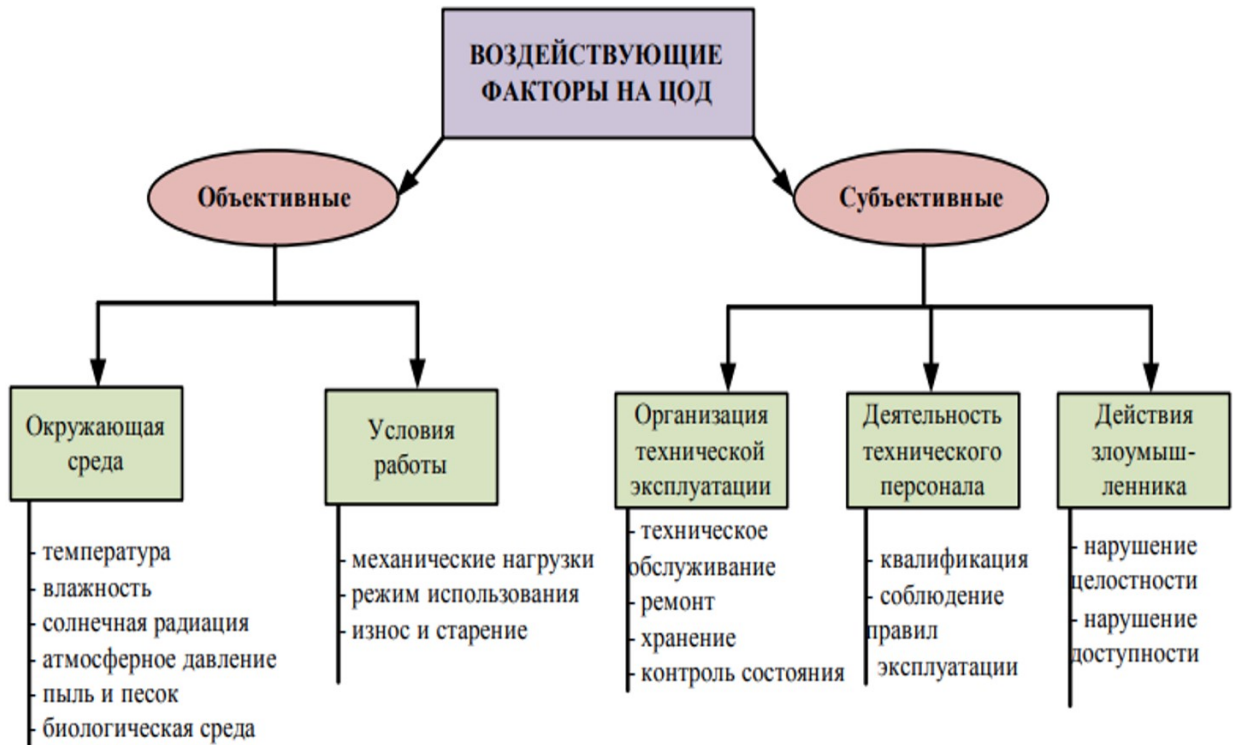 ВОЗДЕЙСТВУЮЩИЕ
ФАКТОРЫ НА ЦОД
Объективные
Субъективные
Окружающая
среда
- температура
- влажность
- солнечная радиация
- атмосферное давление
- пыль и песок
- биологическая среда
Условия
работы
- механические нагрузки
- режим использования
- износ и старение
Организация
технической
эксплуатации
- техническое
обслуживание
- ремонт
- хранение
- контроль состояния
Деятельность
технического
персонала
- квалификация
- соблюдение
правил
эксплуатации
Действия
злоумыш-
ленника
- нарушение
целостности
- нарушение
доступности